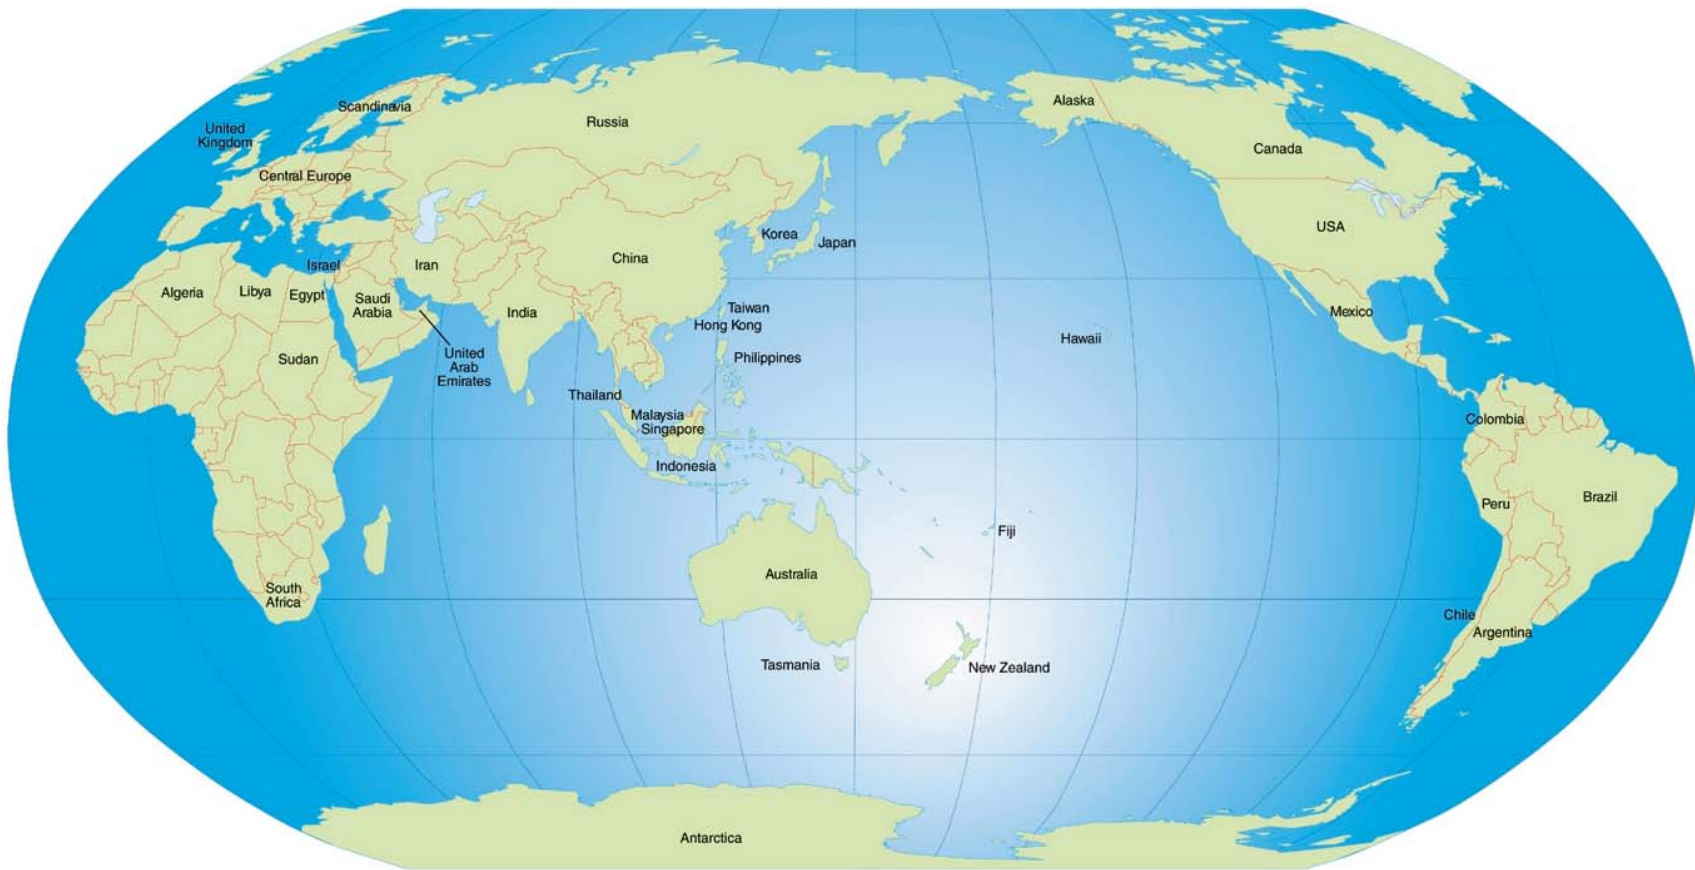 Scandinavia
United
Kingdom
Russia
Alaska
Canada
Central Europe
USA
Korea
Japan
China
Israel
Iran
Algeria
Libya
Egypt
Saudi
Arabia
India
Taiwan
Hong Kong
Mexico
Hawaii
Sudan
United
Arab
Emirates
Philippines
Thailand
Malaysia
Singapore
Indonesia
Colombia
Brazil
Peru
Fiji
Australia
South
Africa
Chile
Argentina
Tasmania
New Zealand
Antarctica